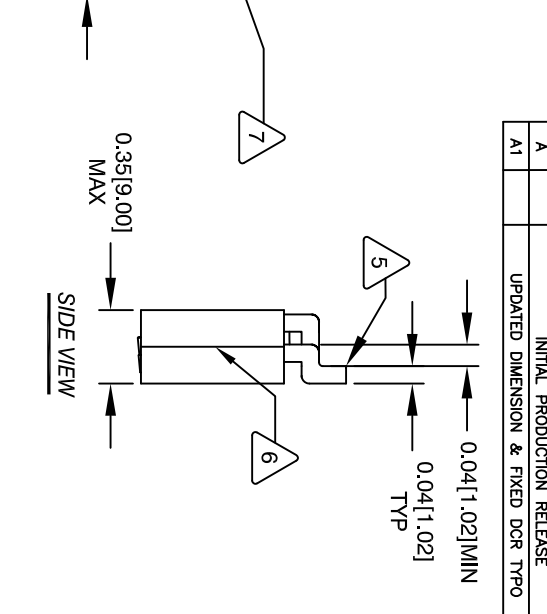 A INITIAL PRODUCTION RELEASE
A1 UPDATED DIMENSION & FIXED DCR TYPO
7
5
6
0.35[9.00]
MAX
0.04[1.02]MIN
0.04[1.02]
TYP
SIDE VIEW